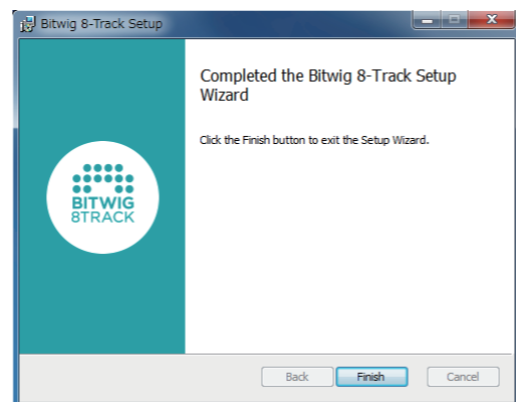 Bitwig 8-Track Setup
Completed the Bitwig 8-Track Setup
Wizard
Click the Finish button to exit the Setup Wizard.
BITWIG
8TRACK
Back
Finish
Cancel